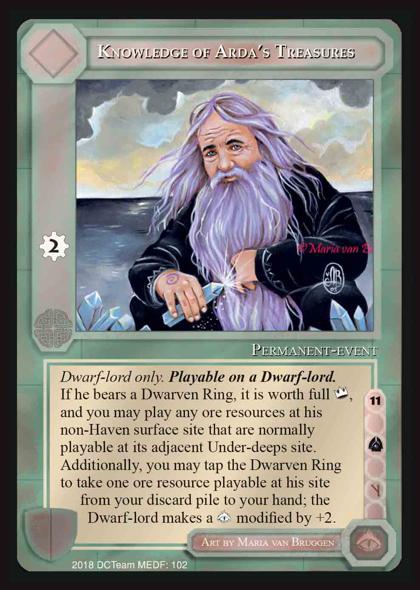 Knowledge of Arda's Treasures
2
© Maria van
Permanent-event
Dwarf-lord only. Playable on a Dwarf-lord.
If he bears a Dwarven Ring, it is worth full ,
and you may play any ore resources at his
non-Haven surface site that are normally
playable at its adjacent Under-deeps site.
Additionally, you may tap the Dwarven Ring
to take one ore resource playable at his site
from your discard pile to your hand; the
Dwarf-lord makes a modified by +2.
11
Art by Maria van Bruggen
2018 DCTeam MEDF: 102